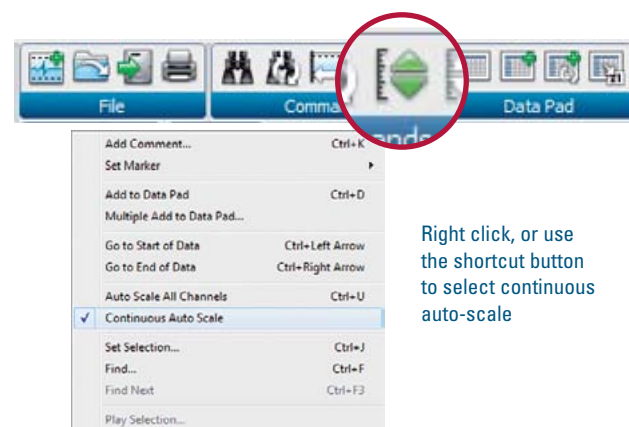 File
Comma
ands
Data Pad
Add Comment... Ctrl+K
Set Marker
Add to Data Pad Ctrl+D
Multiple Add to Data Pad...
Go to Start of Data Ctrl+Left Arrow
Go to End of Data Ctrl+Right Arrow
Auto Scale All Channels Ctrl+U
Continuous Auto Scale
Set Selection... Ctrl+J
Find... Ctrl+F
Find Next Ctrl+F3
Play Selection...
Right click, or use
the shortcut button
to select continuous
auto-scale